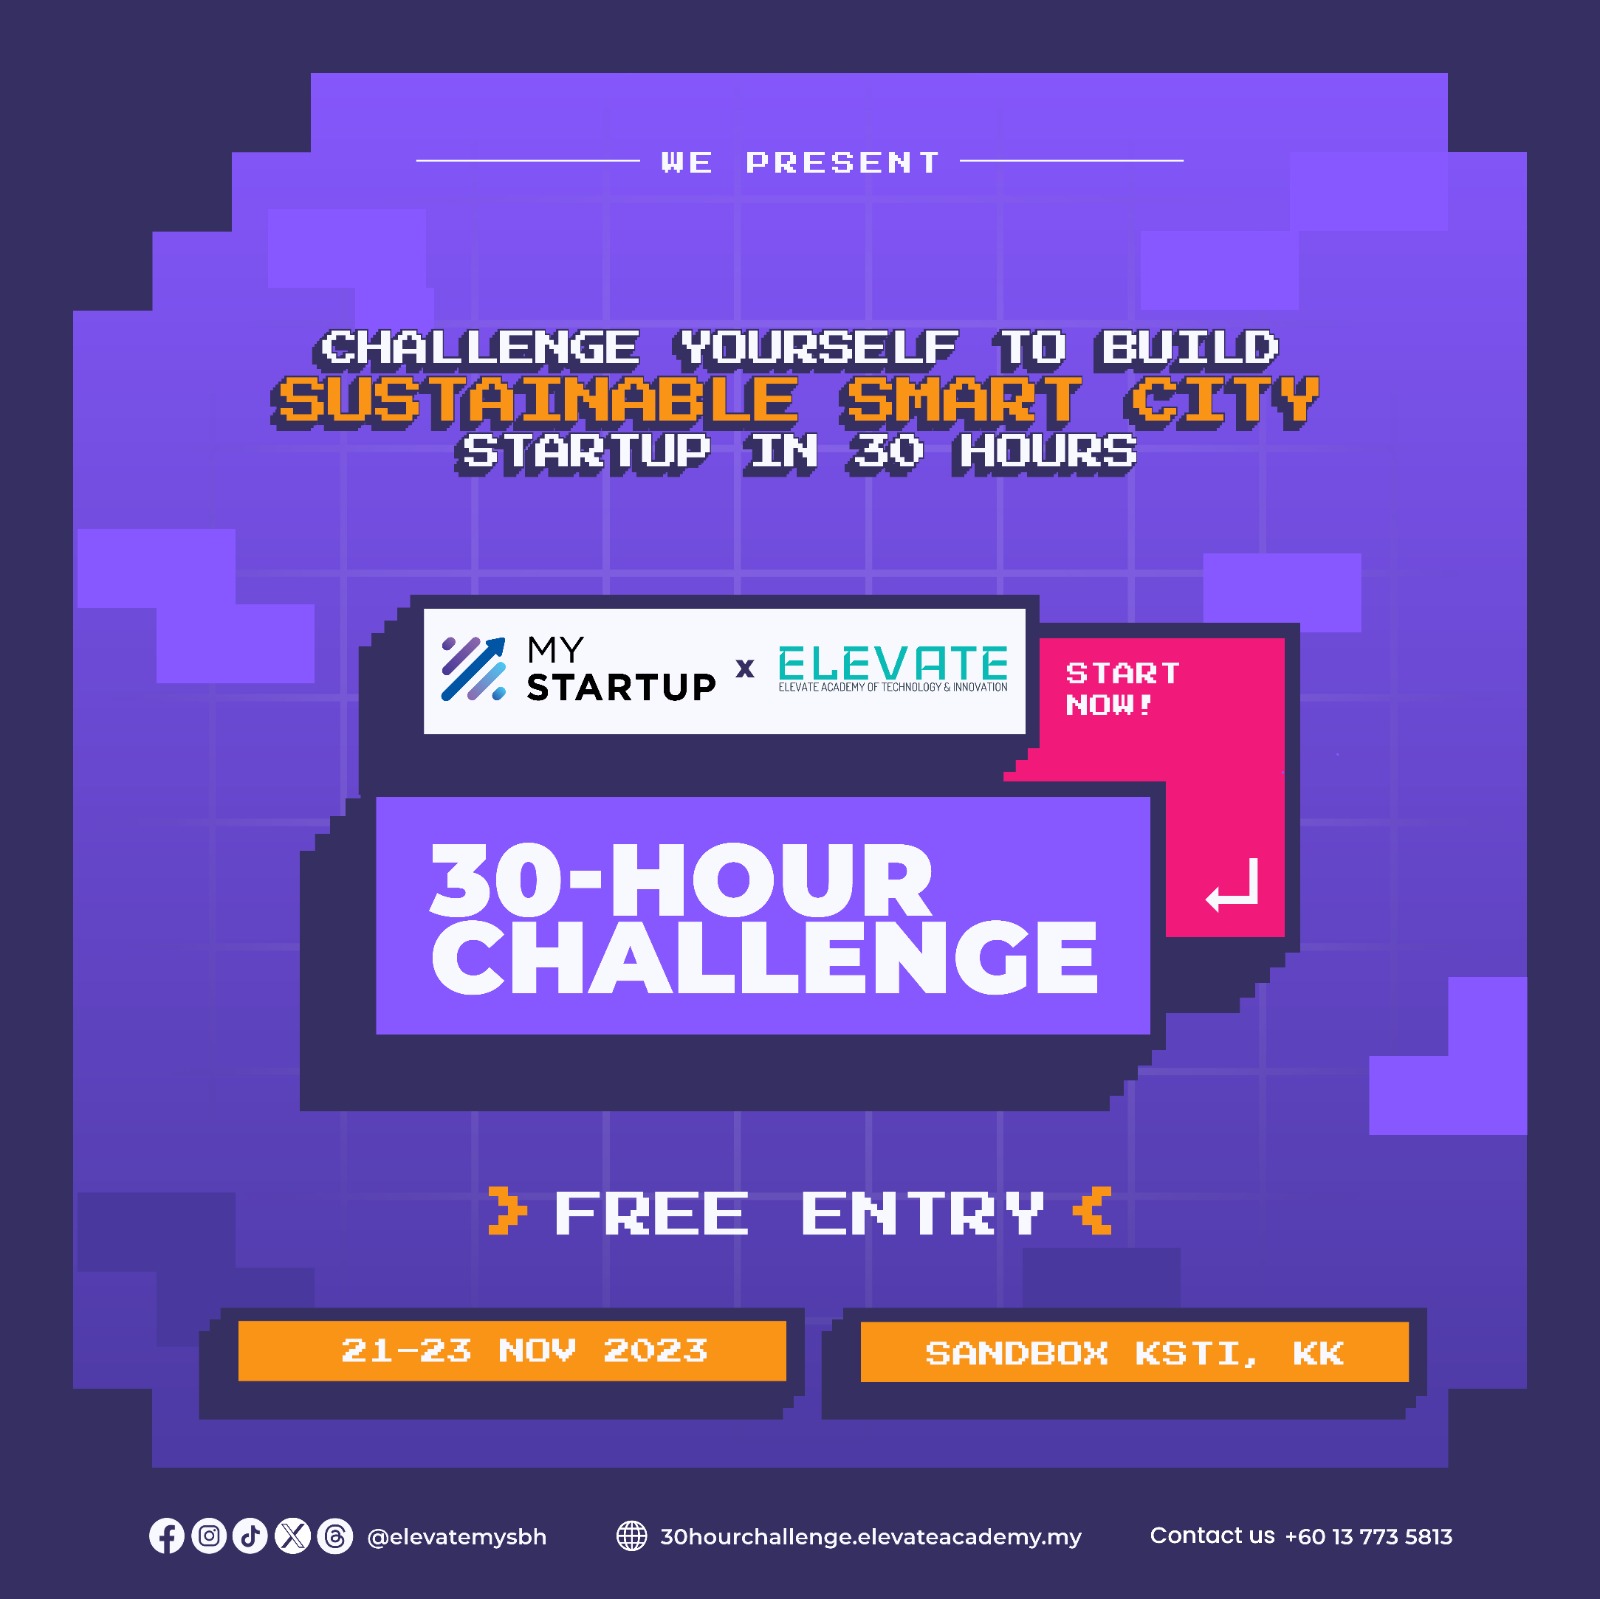 WE PRESENT
CHALLENGE YOURSELF TO BUILD
SUSTAINABLE SMART CITY
STARTUP IN 30 HOURS
MY
STARTUP
x
ELEVATE
ELEVATE ACADEMY OF TECHNOLOGY & INNOVATION
START
NOW!
30-HOUR
CHALLENGE
FREE ENTRY
21-23 NOV 2023
SANDBOX KSTI, KK
@elevatemysbh
30hourchallenge.elevateacademy.my
Contact us +60 13 773 5813